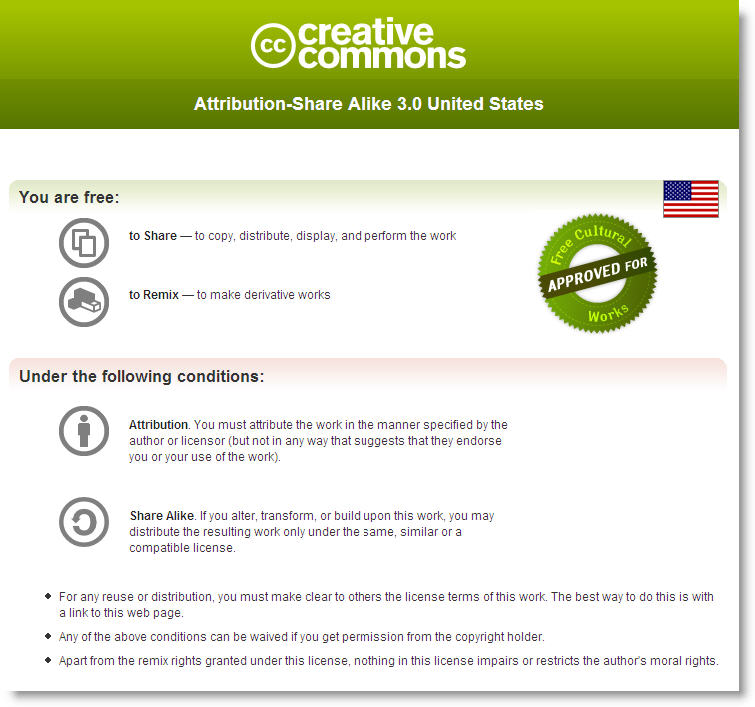 cc creative
commons
Attribution-Share Alike 3.0 United States
You are free:
to Share — to copy, distribute, display, and perform the work
to Remix — to make derivative works
Free Cultural
APPROVED FOR
Works
Under the following conditions:
Attribution. You must attribute the work in the manner specified by the
author or licensor (but not in any way that suggests that they endorse
you or your use of the work).
Share Alike. If you alter, transform, or build upon this work, you may
distribute the resulting work only under the same, similar or a
compatible license.
For any reuse or distribution, you must make clear to others the license terms of this work. The best way to do this is with
a link to this web page.
Any of the above conditions can be waived if you get permission from the copyright holder.
Apart from the remix rights granted under this license, nothing in this license impairs or restricts the author's moral rights.